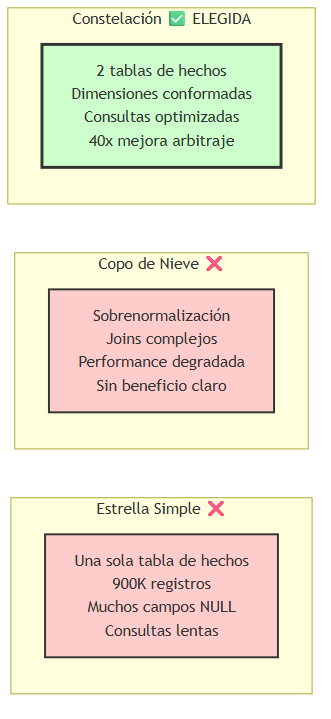 Constelación ✅ ELEGIDA
2 tablas de hechos
Dimensiones conformadas
Consultas optimizadas
40x mejora arbitraje
Copo de Nieve ❌
Sobrenormalización
Joins complejos
Performance degradada
Sin beneficio claro
Estrella Simple ❌
Una sola tabla de hechos
900K registros
Muchos campos NULL
Consultas lentas